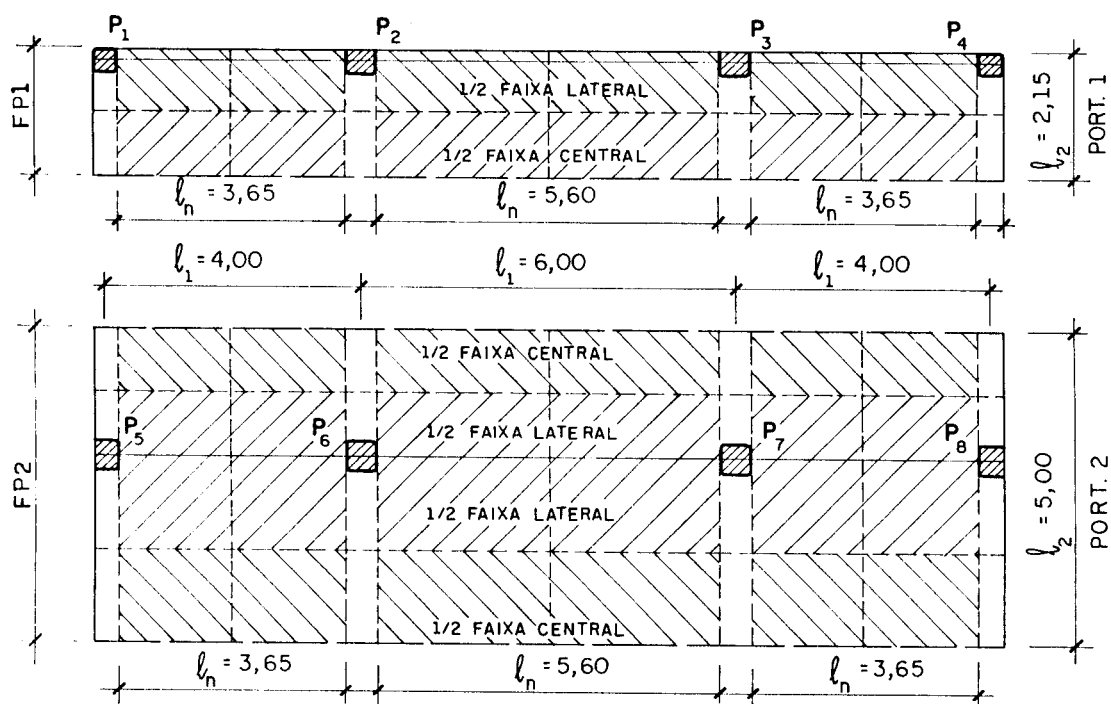 P₁ P₂ P₃ P₄
FP1
1/2 FAIXA LATERAL
1/2 FAIXA CENTRAL
ℓ₂ = 2,15
PORT. 1
ℓₙ = 3,65 ℓₙ = 5,60 ℓₙ = 3,65
ℓ₁ = 4,00 ℓ₁ = 6,00 ℓ₁ = 4,00
FP2
1/2 FAIXA CENTRAL
P₅ P₆ P₇ P₈
1/2 FAIXA LATERAL
1/2 FAIXA LATERAL
1/2 FAIXA CENTRAL
ℓ₂ = 5,00
PORT. 2
ℓₙ = 3,65 ℓₙ = 5,60 ℓₙ = 3,65